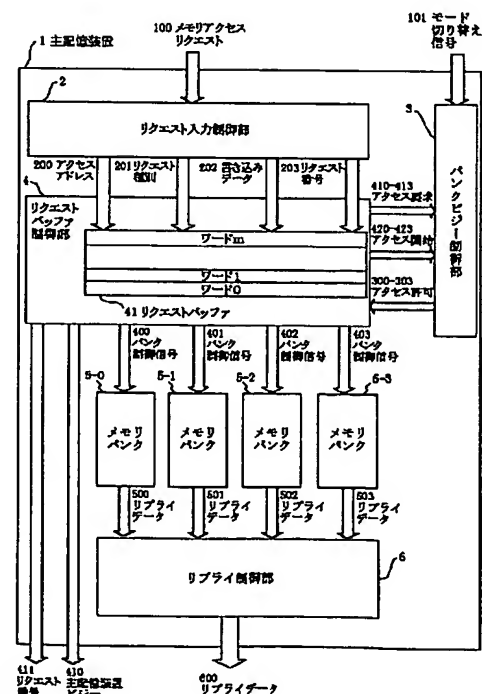 100 メモリアクセス
リクエスト
101 モード
切り替え
信号
1 主記憶装置
2
リクエスト入力制御部
3
バンクビジー制御部
200 アクセス
アドレス
201 リクエスト
種別
202 書き込み
データ
203 リクエスト
番号
4
リクエスト
バッファ
制御部
410-413
アクセス要求
420-423
アクセス開始
300-303
アクセス許可
ワードm
ワード1
ワード0
41 リクエストバッファ
400
バンク
制御信号
401
バンク
制御信号
402
バンク
制御信号
403
バンク
制御信号
5-0
5-1
5-2
5-3
メモリ
バンク
メモリ
バンク
メモリ
バンク
メモリ
バンク
500
リプライ
データ
501
リプライ
データ
502
リプライ
データ
503
リプライ
データ
リプライ制御部
6
411
リクエスト
番号
410
主記憶装置
ビジー
600
リプライデータ